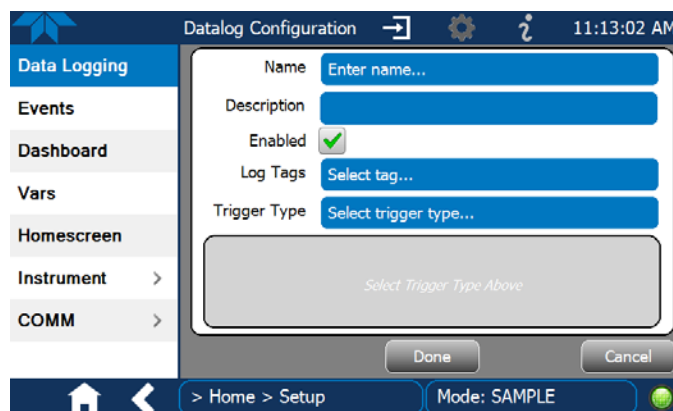 Datalog Configuration 11:13:02 AM
Data Logging
Events
Dashboard
Vars
Homescreen
Instrument >
COMM >
Name Enter name...
Description
Enabled
Log Tags Select tag...
Trigger Type Select trigger type...
Select Trigger Type Above
Done Cancel
> Home > Setup Mode: SAMPLE